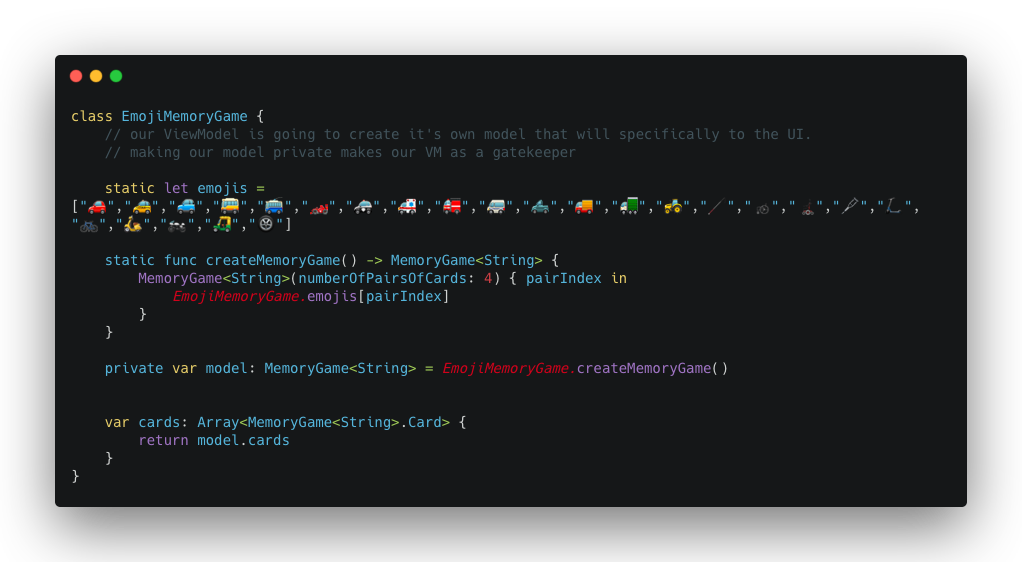 class EmojiMemoryGame {
// our ViewModel is going to create it's own model that will specifically to the UI.
// making our model private makes our VM as a gatekeeper
static let emojis =
["🚗","🚕","🚙","🚌","🚎","🏎","🚓","🚑","🚒","🚐","🛻","🚚","🚛","🚜","🦯","🦽","🦼","🩼","🛴",
"🚲","🛵","🏍","🛺","🛞"]
static func createMemoryGame() -> MemoryGame<String> {
MemoryGame<String>(numberOfPairsOfCards: 4) { pairIndex in
EmojiMemoryGame.emojis[pairIndex]
}
}
private var model: MemoryGame<String> = EmojiMemoryGame.createMemoryGame()
var cards: Array<MemoryGame<String>.Card> {
return model.cards
}
}